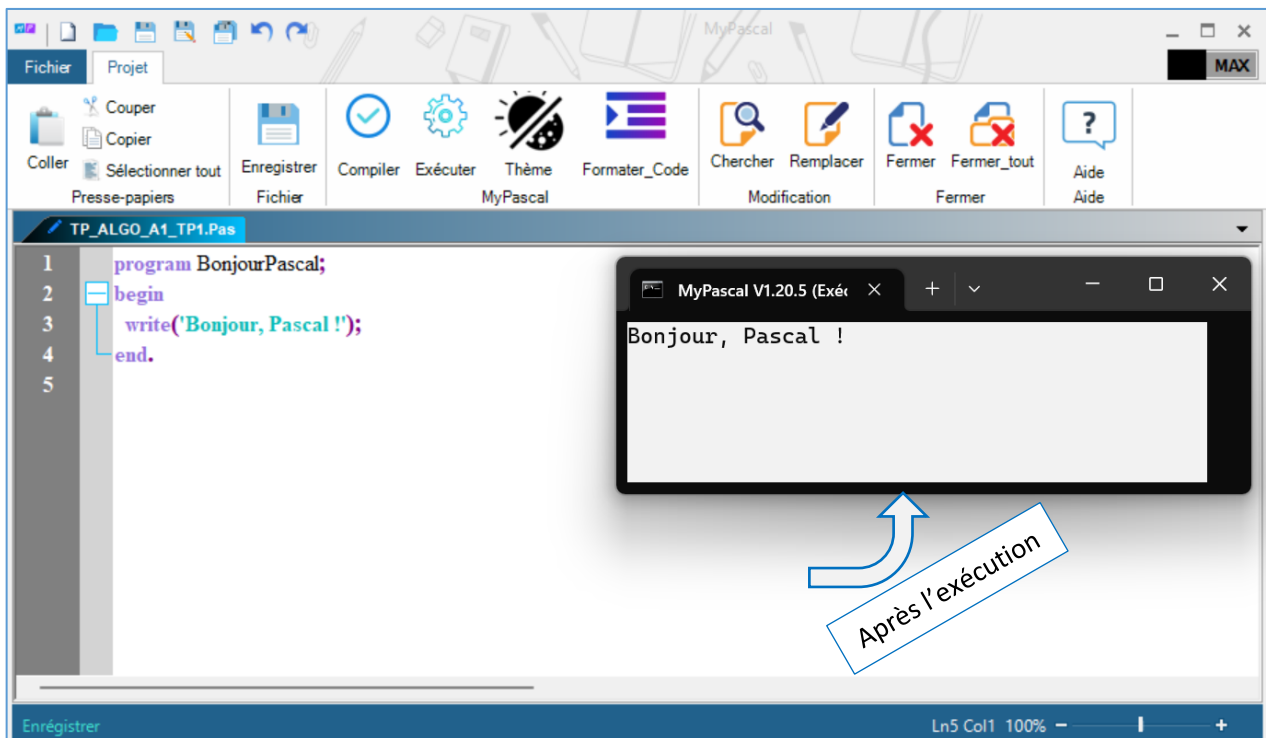 MyPascal
Fichier
Projet
MAX
Coller
Couper
Copier
Sélectionner tout
Presse-papiers
Enregistrer
Fichier
Compiler
Exécuter
Thème
Formater_Code
MyPascal
Chercher
Remplacer
Modification
Fermer
Fermer_tout
Fermer
?
Aide
Aide
TP_ALGO_A1_TP1.Pas
1 program BonjourPascal;
2 begin
3 write('Bonjour, Pascal !');
4 end.
5
MyPascal V1.20.5 (Exéc
Bonjour, Pascal !
Après l'exécution
Enrégistrer
Ln5 Col1 100%